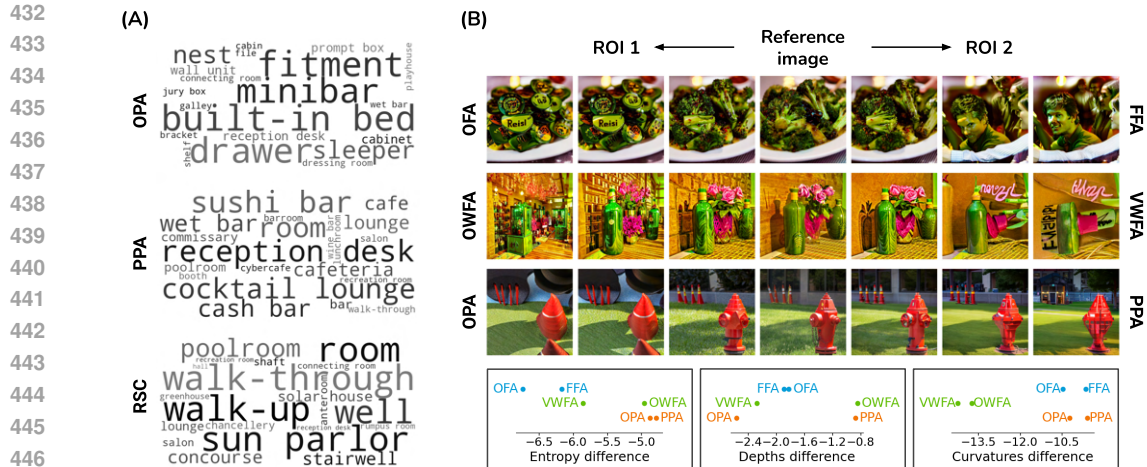 432
433
434
435
436
437
438
439
440
441
442
443
444
445
446
(A)
OPA
nest
cabin
file
prompt box
playhouse
wall unit
fitment
connecting room
minibar
jury box
galley
wet bar
built-in bed
bracket
reception desk
cabinet
shelf
drawer
sleeper
dressing room
PPA
sushi bar
cafe
wet bar
barroom
room
wine bar
lunchroom
lounge
commissary
salon
reception desk
poolroom
cybercafe
cafeteria
booth
recreation room
cocktail lounge
cash bar
bar
walk-through
RSC
poolroom
room
recreation room
shaft
connecting room
hall
walk-through
greenhouse
solar house
anteroom
walk-up
well
lounge
chancellery
reception desk
rumpus room
salon
sun parlor
concourse
stairwell
(B)
ROI 1
Reference
image
ROI 2
OFA
Reisl
Reisl
FFA
OWFA
VWFA
OPA
PPA
OFA
FFA
VWFA
OWFA
OPA
PPA
−6.5 −6.0 −5.5 −5.0
Entropy difference
FFA
OFA
VWFA
OWFA
OPA
PPA
−2.4 −2.0 −1.6 −1.2 −0.8
Depths difference
OFA
FFA
VWFA
OWFA
OPA
PPA
−13.5 −12.0 −10.5
Curvatures difference